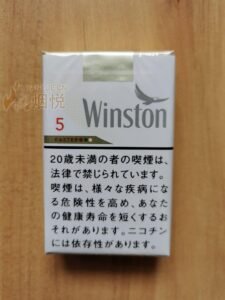 烟悦
Winston
5
CASTER
20歳未満の者の喫煙は、
法律で禁じられています。
喫煙は、様々な疾病にな
る危険性を高め、あなた
の健康寿命を短くするお
それがあります。ニコチン
には依存性があります。